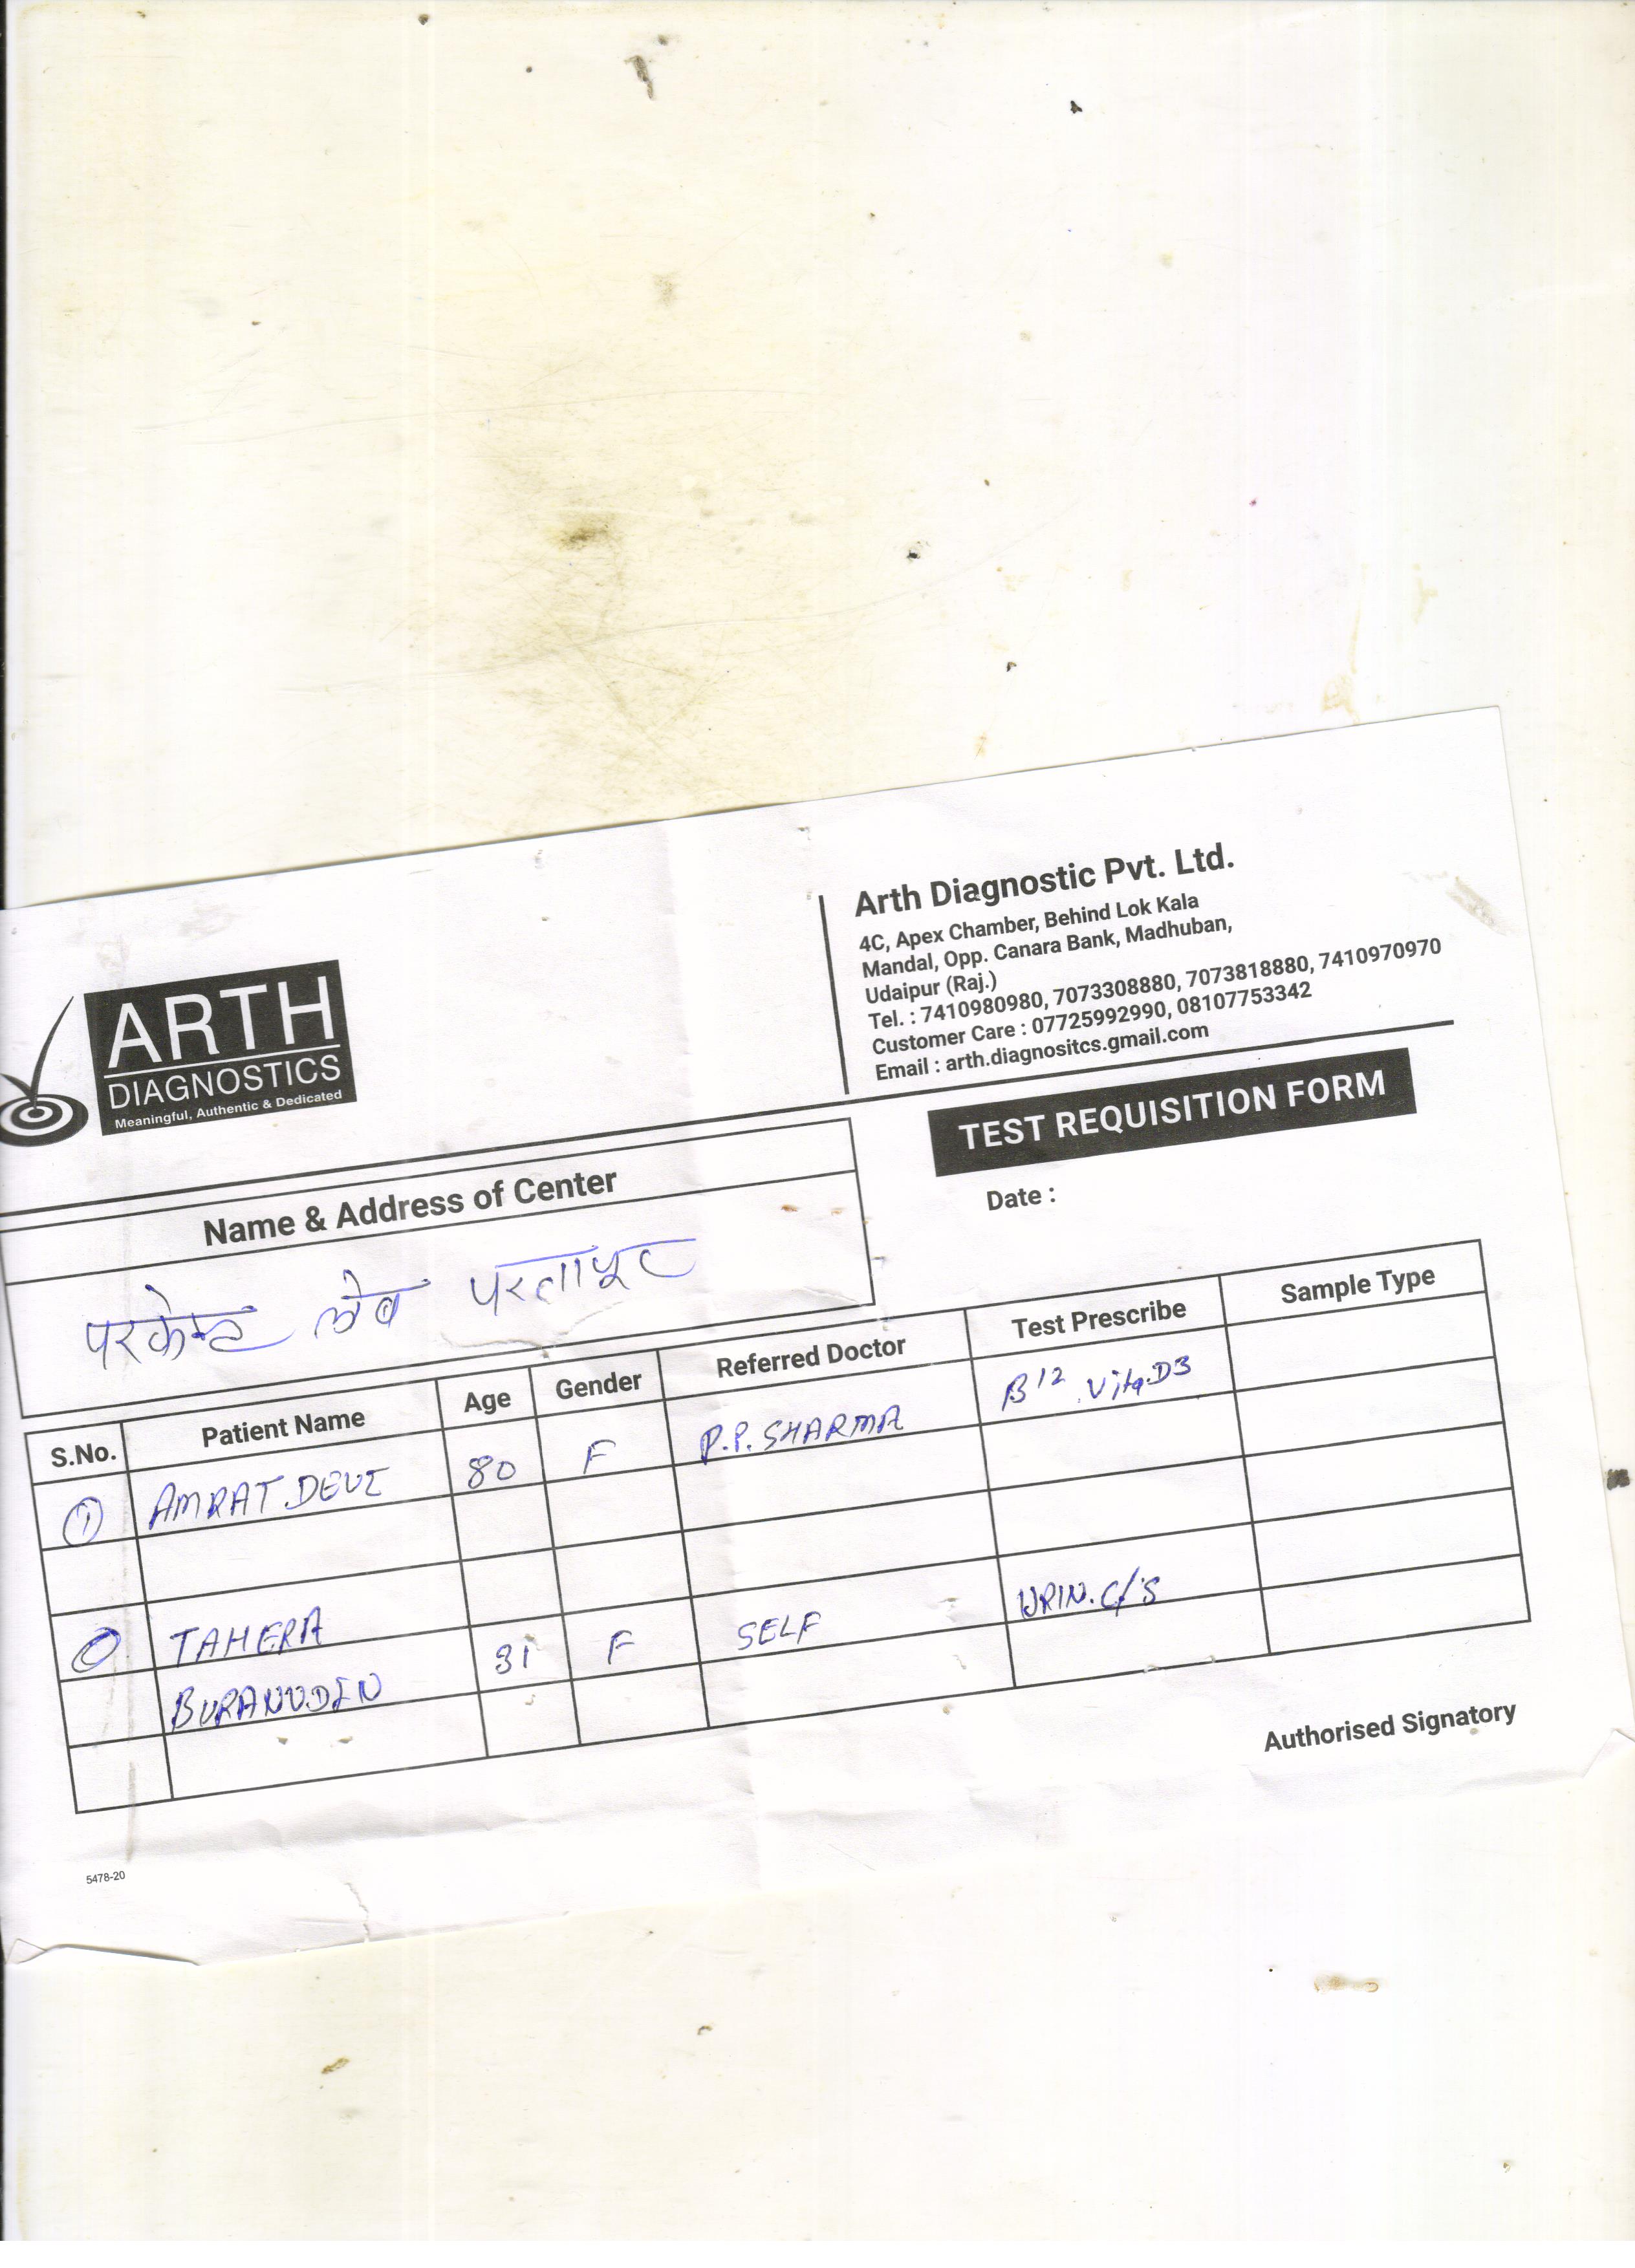 ARTH
DIAGNOSTICS
Meaningful, Authentic & Dedicated
Arth Diagnostic Pvt. Ltd.
4C, Apex Chamber, Behind Lok Kala
Mandal, Opp. Canara Bank, Madhuban,
Udaipur (Raj.)
Tel. : 7410980980, 7073308880, 7073818880, 7410970970
Customer Care : 07725992990, 08107753342
Email : arth.diagnositcs.gmail.com
TEST REQUISITION FORM
Name & Address of Center
Date :
लेब परतापूर
S.No. Patient Name Age Gender Referred Doctor Test Prescribe Sample Type
1 AMRAT DEVI 80 F P.P. SHARMA B12 Vita.D3
TAHERA 31 F SELF URIN. C/S
BURANUDIN
Authorised Signatory
5478-20